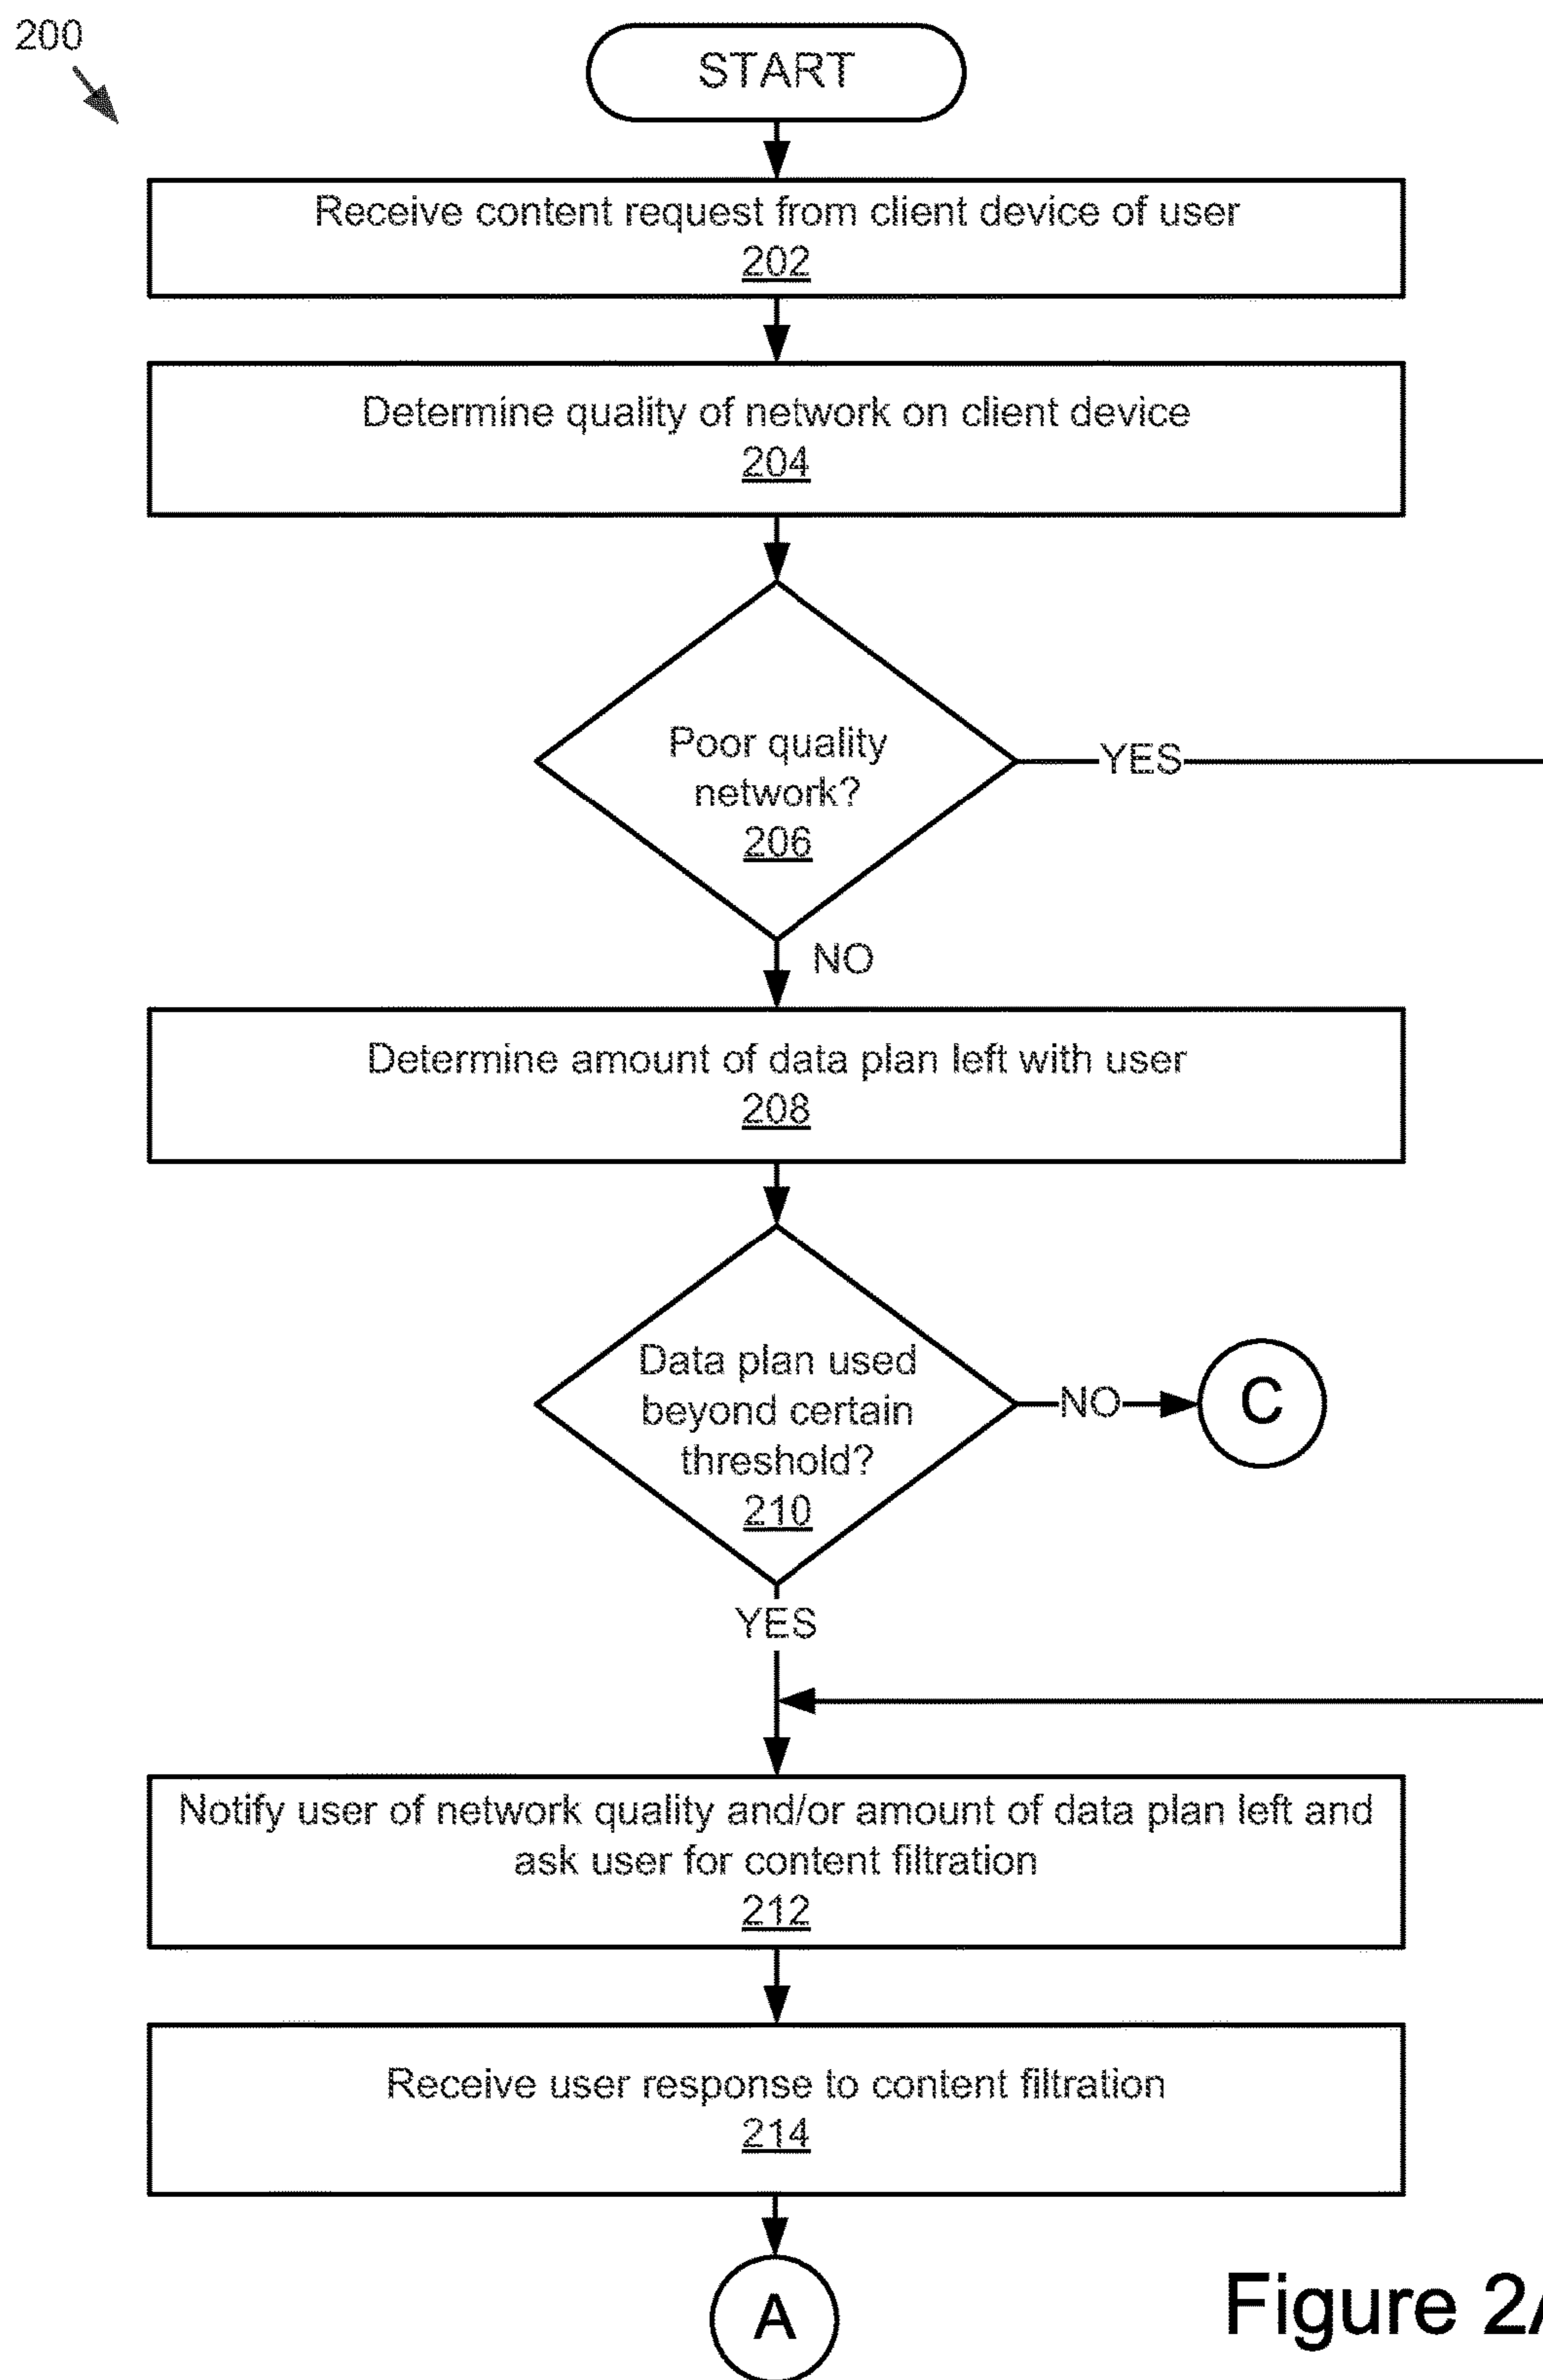 200
START
Receive content request from client device of user
202
Determine quality of network on client device
204
Poor quality
network?
206
YES
NO
Determine amount of data plan left with user
208
Data plan used
beyond certain
threshold?
210
NO
C
YES
Notify user of network quality and/or amount of data plan left and
ask user for content filtration
212
Receive user response to content filtration
214
A
Figure 2A